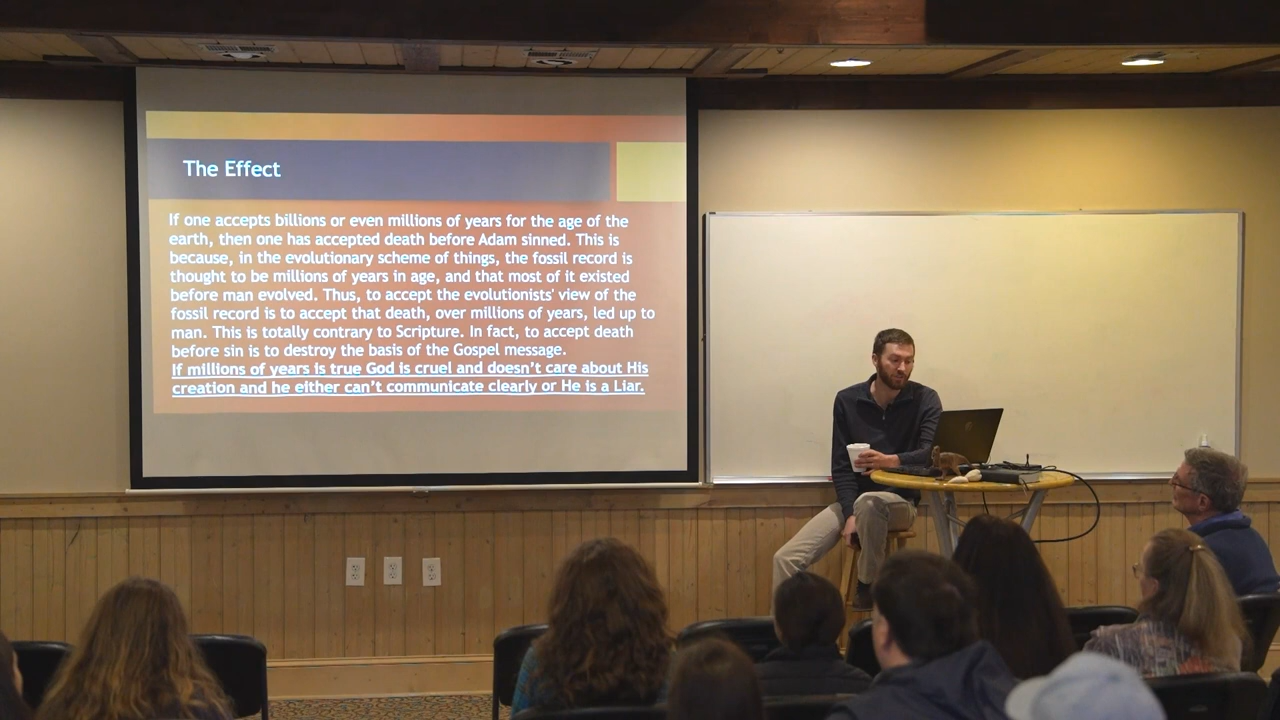 The Effect
If one accepts billions or even millions of years for the age of the
earth, then one has accepted death before Adam sinned. This is
because, in the evolutionary scheme of things, the fossil record is
thought to be millions of years in age, and that most of it existed
before man evolved. Thus, to accept the evolutionists' view of the
fossil record is to accept that death, over millions of years, led up to
man. This is totally contrary to Scripture. In fact, to accept death
before sin is to destroy the basis of the Gospel message.
If millions of years is true God is cruel and doesn't care about His
creation and he either can't communicate clearly or He is a Liar.